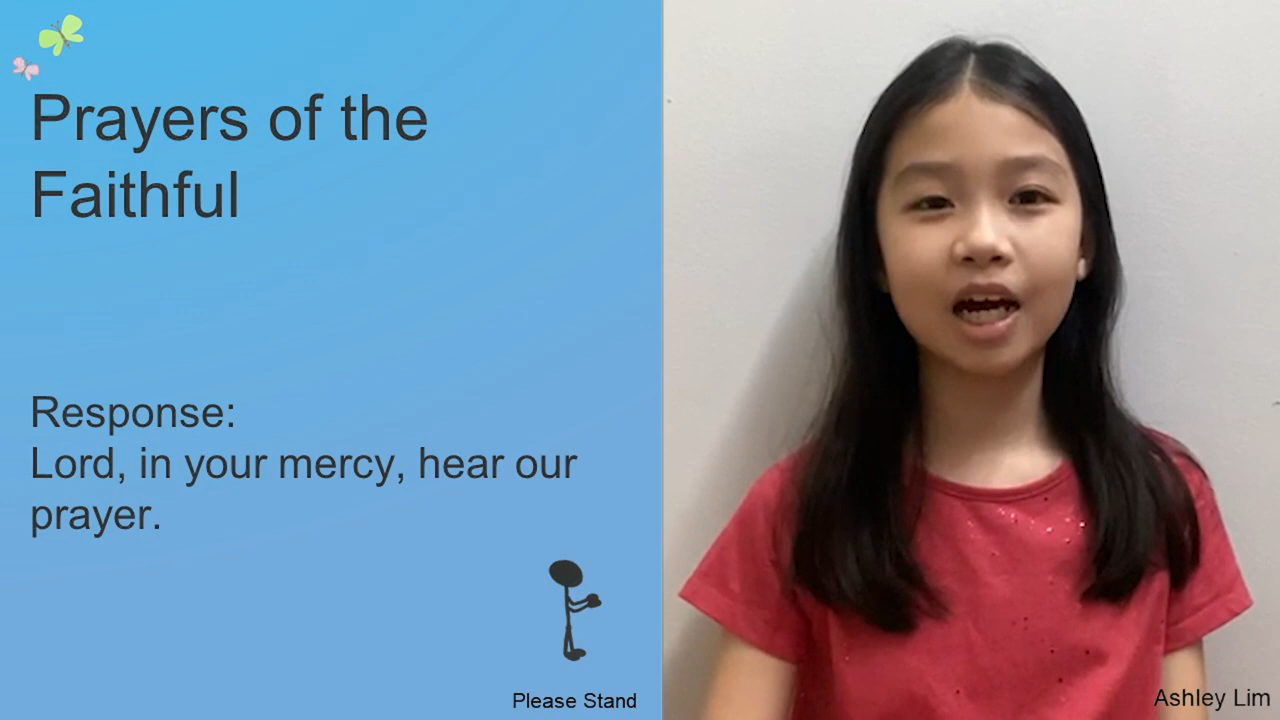 Prayers of the
Faithful
Response:
Lord, in your mercy, hear our
prayer.
Please Stand
Ashley Lim